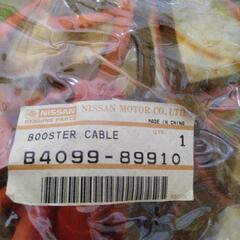 NISSAN
GENUINE PARTS
NISSAN MOTOR CO., LTD.
MADE IN CHINA
BOOSTER CABLE
QTY.
1
B4099-89910